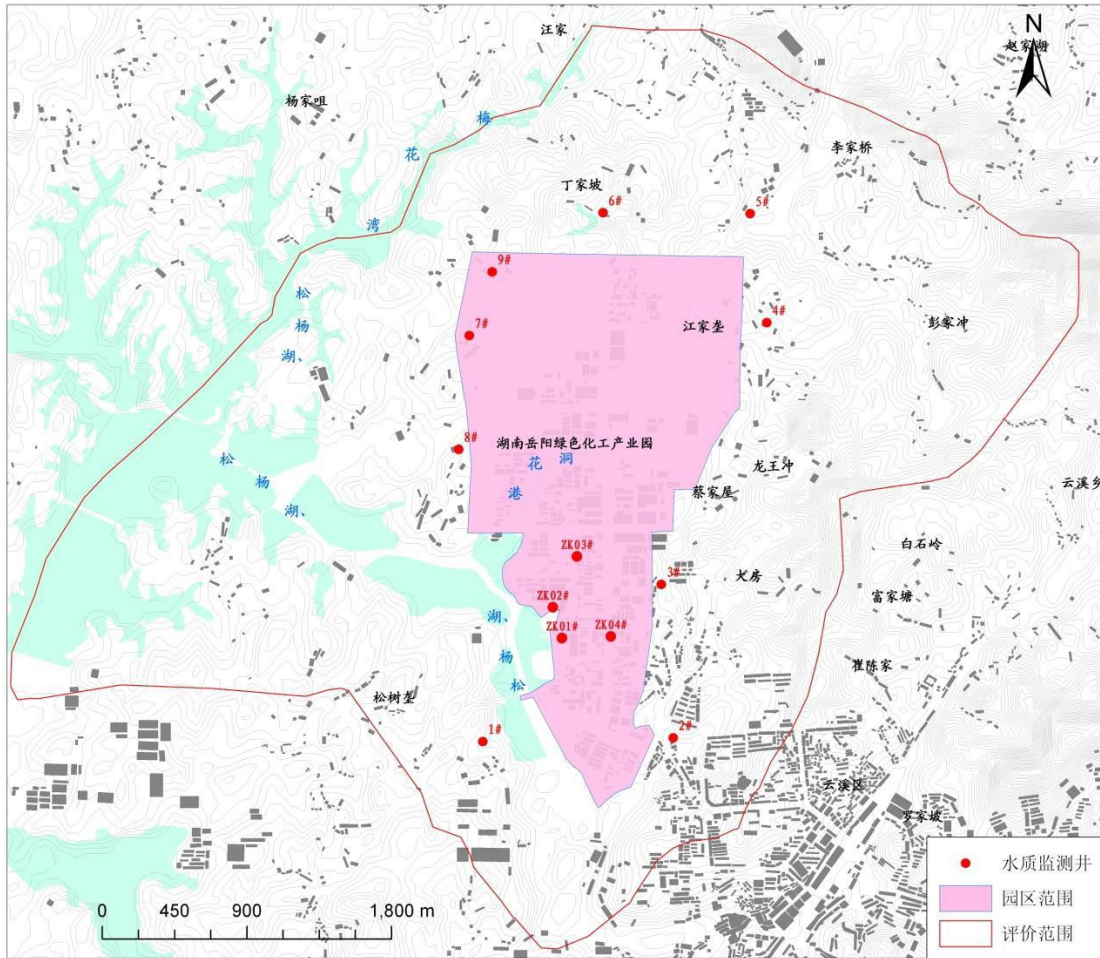 汪家
N
赵家湖
杨家咀
梅
花
湾
李家桥
丁家坡
6#
5#
9#
松
杨
湖、
7#
江家垄
4#
彭家冲
8#
湖南岳阳绿色化工产业园
花 洞
港
松
杨
湖、
龙王冲
蔡家屋
云溪乡
白石岭
ZK03#
3#
大房
富家塘
ZK02#
湖、
杨
松
ZK01#
ZK04#
崔陈家
松树垄
1#
2#
云溪区
罗家坡
水质监测井
园区范围
评价范围
0 450 900 1,800 m